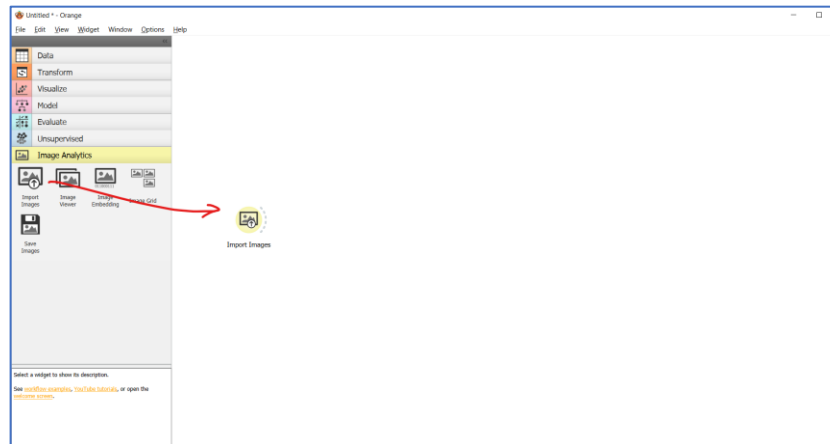 Untitled * - Orange
File Edit View Widget Window Options Help
Data
Transform
Visualize
Model
Evaluate
Unsupervised
Image Analytics
Import Images
Image Viewer
Image Embedding
Image Grid
Save Images
Import Images
Select a widget to show its description.
See workflow examples, YouTube tutorials, or open the
welcome screen.